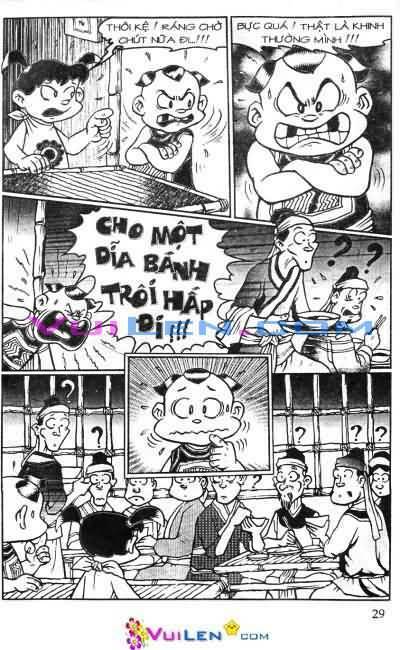 THÔI KỆ ! RÁNG CHỜ
CHÚT NỮA ĐI...!!!
BỰC QUÁ ! THẬT LÀ KHINH
THƯỜNG MÌNH !!!
CHO MỘT
DĨA BÁNH
TRÓI HẤP
ĐI !!!
? ?
VUILEN.COM
? ? ? ? ?
29
VUILEN
.COM